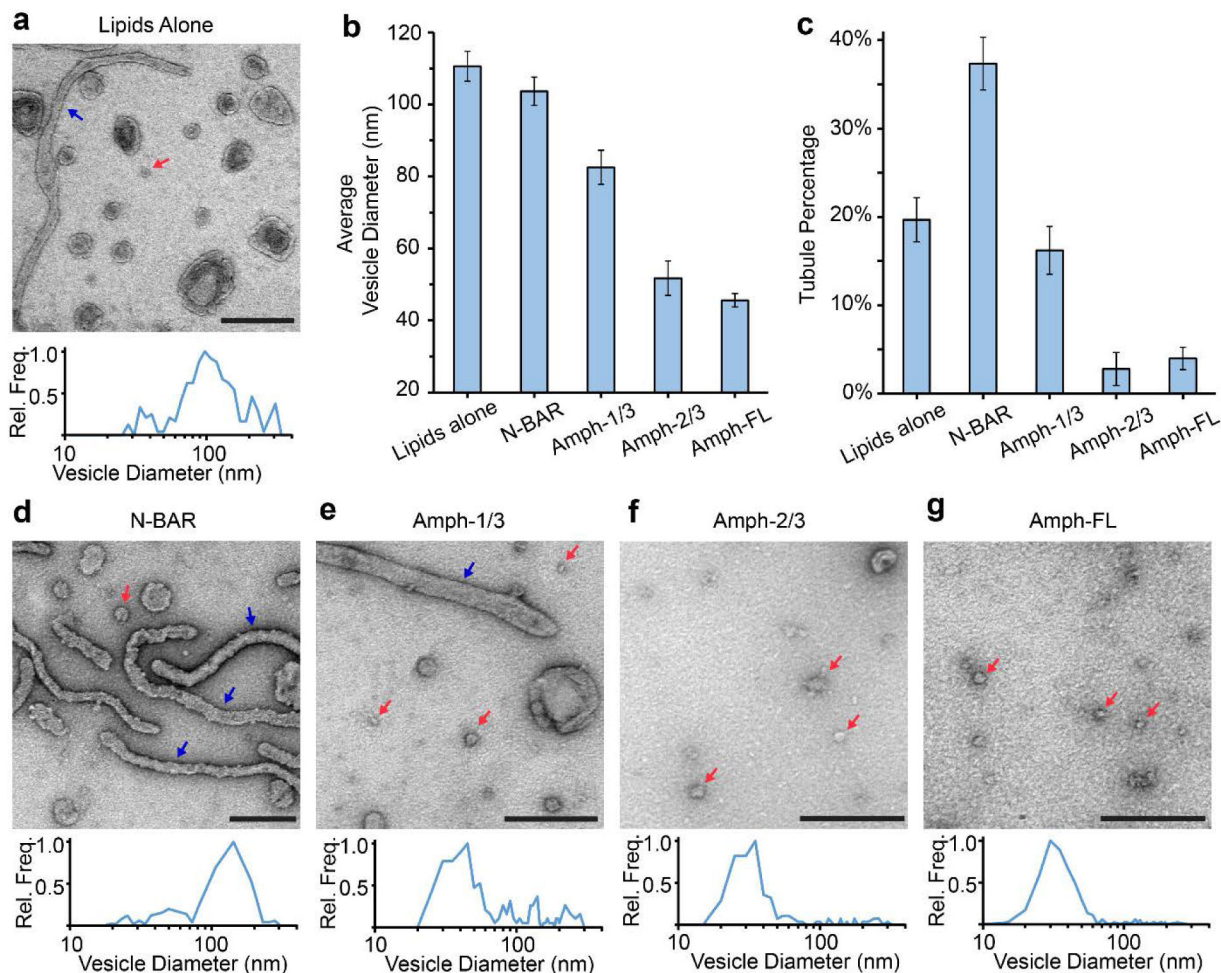 a
Lipids Alone
Rel. Freq.
1.0
0.5
10
100
Vesicle Diameter (nm)
b
Average
Vesicle Diameter (nm)
120
100
80
60
40
20
Lipids alone
N-BAR
Amph-1/3
Amph-2/3
Amph-FL
c
Tubule Percentage
40%
30%
20%
10%
0%
Lipids alone
N-BAR
Amph-1/3
Amph-2/3
Amph-FL
d
N-BAR
Rel. Freq.
1.0
0.5
10
100
Vesicle Diameter (nm)
e
Amph-1/3
Rel. Freq.
1.0
0.5
10
100
Vesicle Diameter (nm)
f
Amph-2/3
Rel. Freq.
1.0
0.5
10
100
Vesicle Diameter (nm)
g
Amph-FL
Rel. Freq.
1.0
0.5
10
100
Vesicle Diameter (nm)